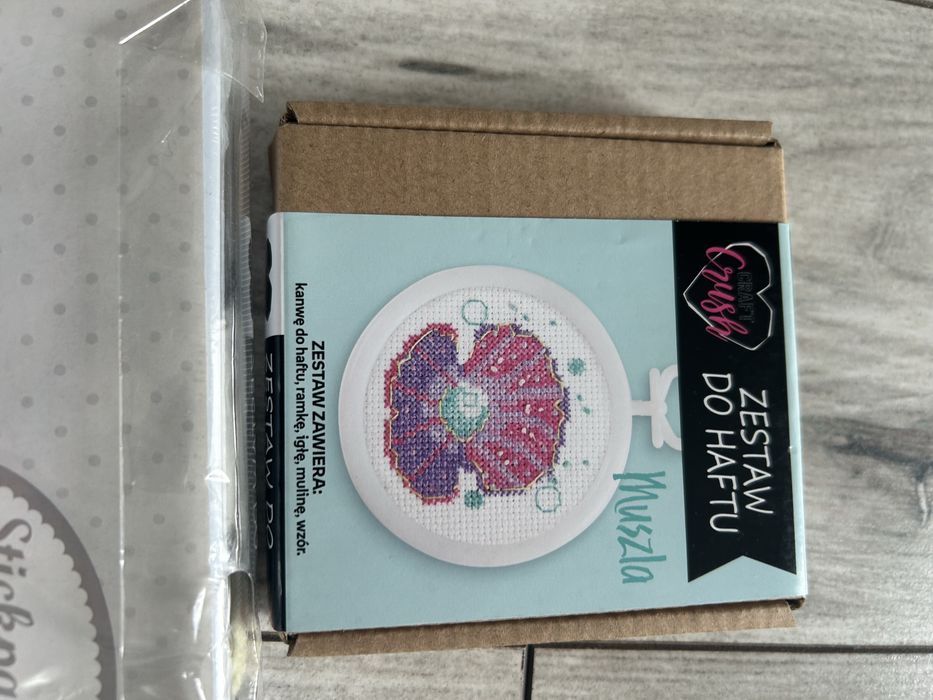 CRAFT
Crush
ZESTAW
DO HAFTU
Muszla
ZESTAW ZAWIERA:
kanwę do haftu, ramkę, igłę, mulinę, wzór.
ZESTAW DO